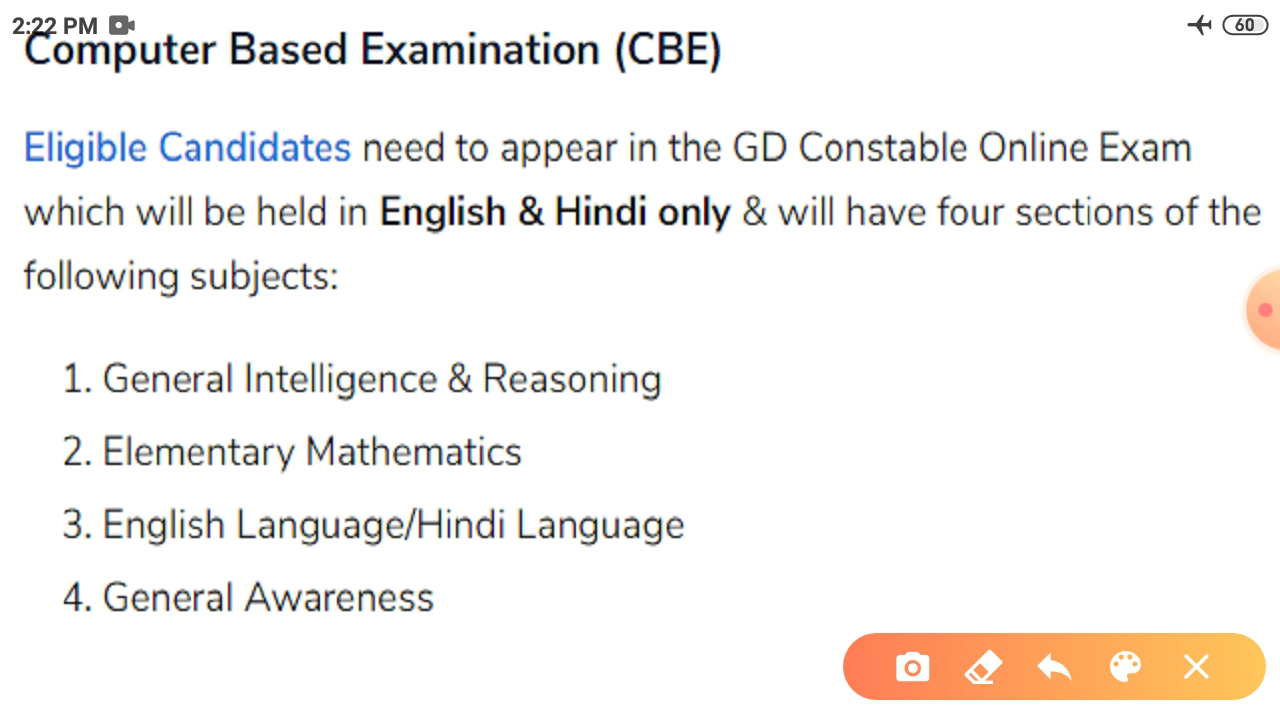 2:22 PM
60
Computer Based Examination (CBE)
Eligible Candidates need to appear in the GD Constable Online Exam
which will be held in English & Hindi only & will have four sections of the
following subjects:
1. General Intelligence & Reasoning
2. Elementary Mathematics
3. English Language/Hindi Language
4. General Awareness